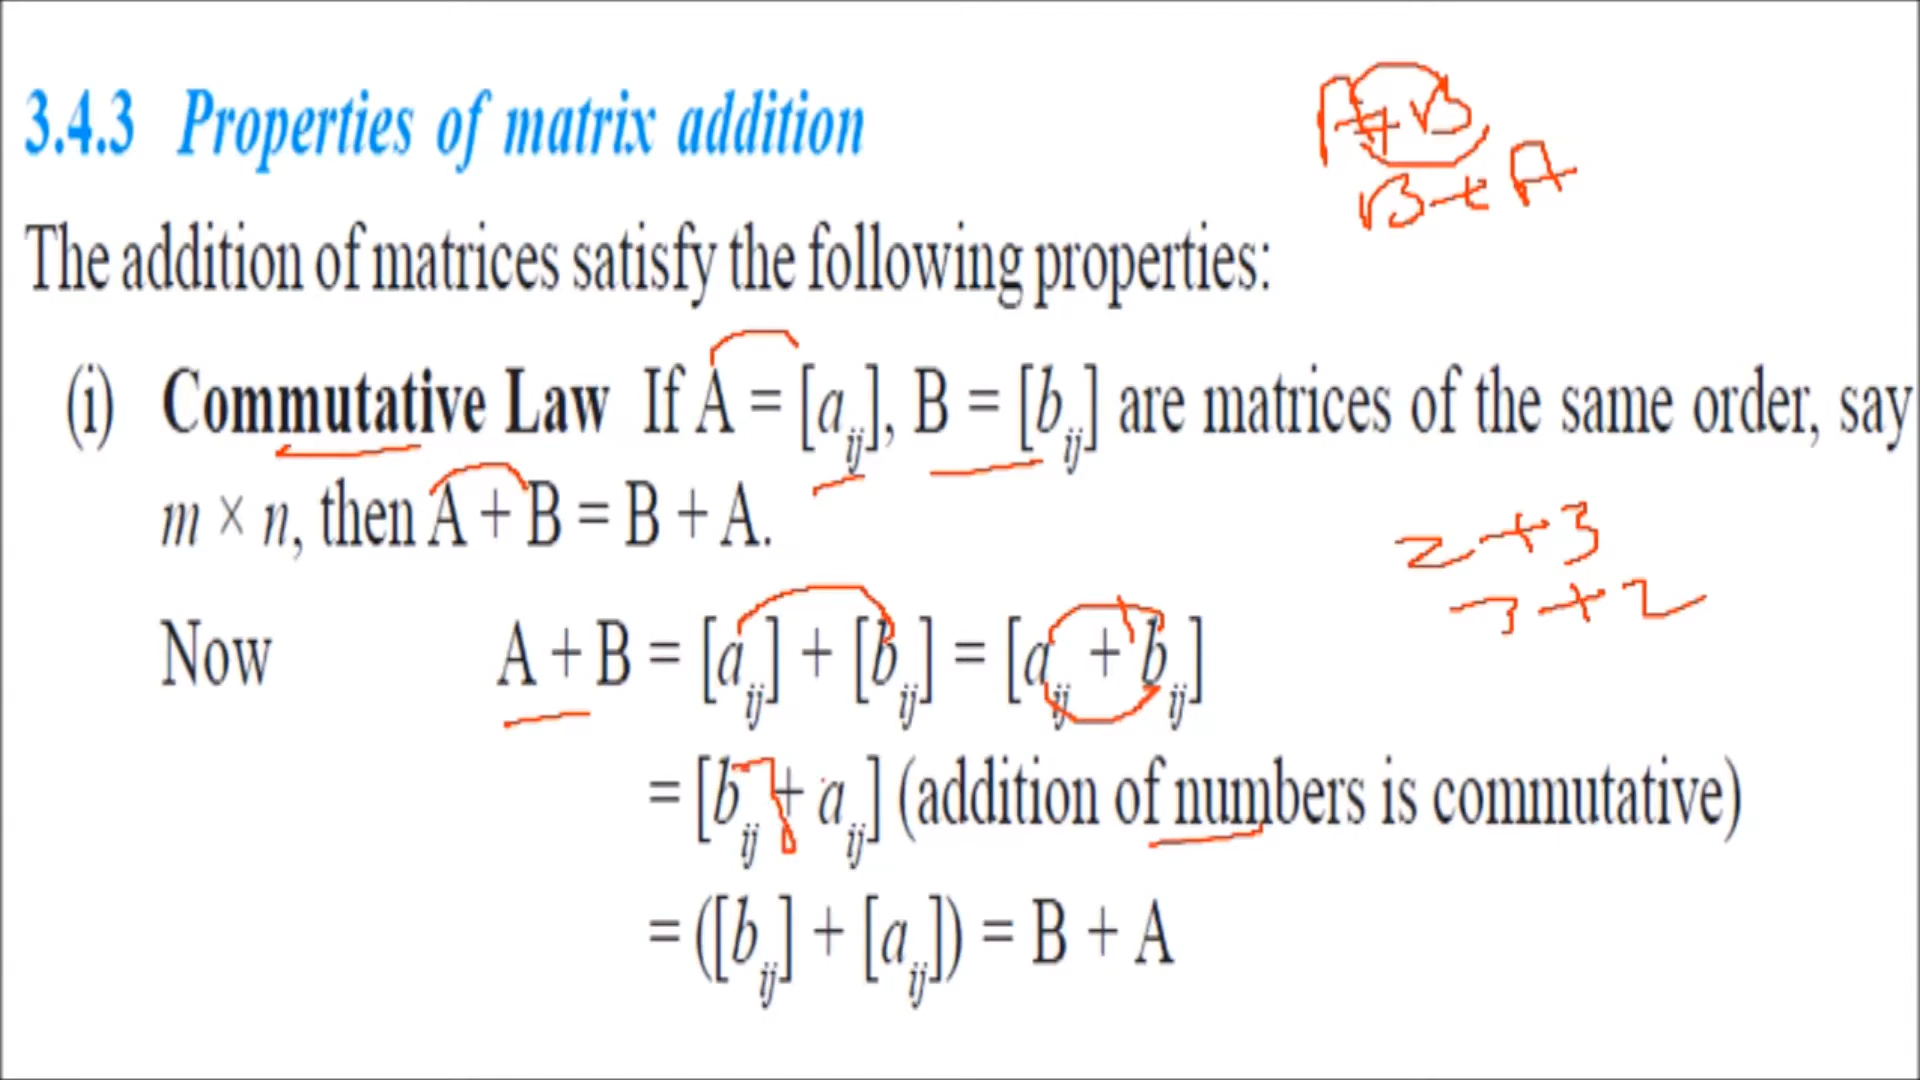 3.4.3 Properties of matrix addition
A + B
B + A
The addition of matrices satisfy the following properties:
(i) Commutative Law If A = [aij], B = [bij] are matrices of the same order, say
m × n, then A + B = B + A.
2 + 3
3 + 2
Now A + B = [aij] + [bij] = [aij + bij]
= [bij + aij] (addition of numbers is commutative)
= ([bij] + [aij]) = B + A